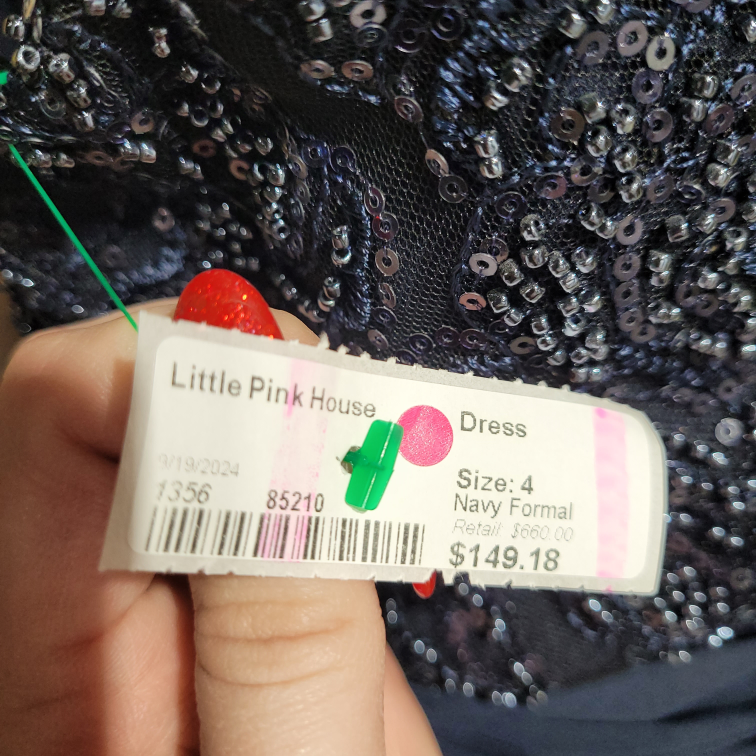 Little Pink House
Dress
9/19/2024
1356
85210
Size: 4
Navy Formal
Retail $660.00
$149.18